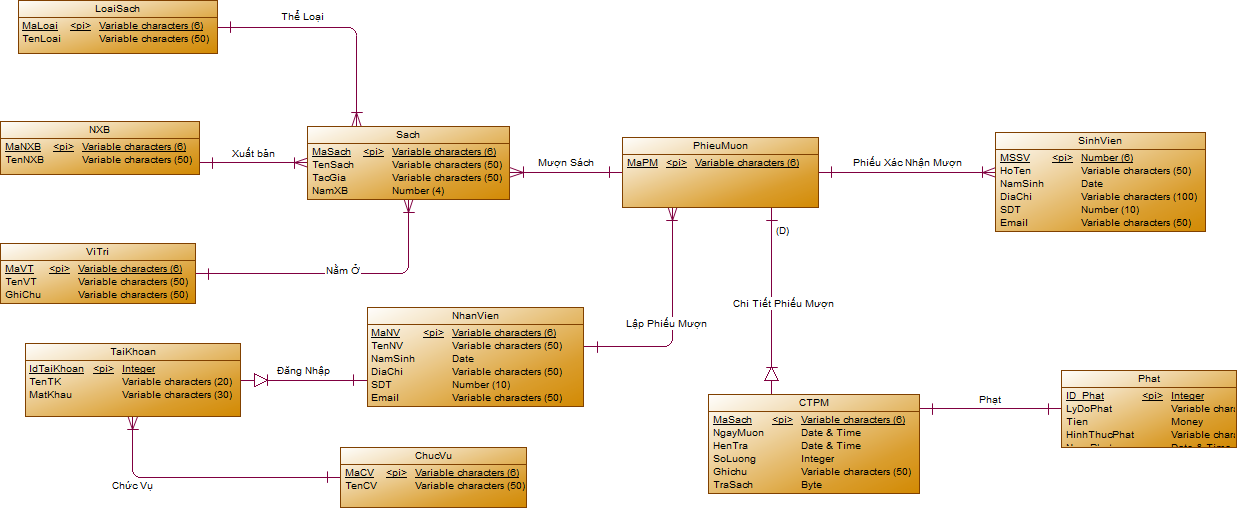 LoaiSach
MaLoai <pi> Variable characters (6)
TenLoai Variable characters (50)
Thể Loại
NXB
MaNXB <pi> Variable characters (6)
TenNXB Variable characters (50)
Xuất bản
Sach
MaSach <pi> Variable characters (6)
TenSach Variable characters (50)
TacGia Variable characters (50)
NamXB Number (4)
Mượn Sách
PhieuMuon
MaPM <pi> Variable characters (6)
Phiếu Xác Nhận Mượn
SinhVien
MSSV <pi> Number (6)
HoTen Variable characters (50)
NamSinh Date
DiaChi Variable characters (100)
SDT Number (10)
Email Variable characters (50)
ViTri
MaVT <pi> Variable characters (6)
TenVT Variable characters (50)
GhiChu Variable characters (50)
Nằm Ở
(D)
Chi Tiết Phiếu Mượn
Lập Phiếu Mượn
NhanVien
MaNV <pi> Variable characters (6)
TenNV Variable characters (50)
NamSinh Date
DiaChi Variable characters (50)
SDT Number (10)
Email Variable characters (50)
Đăng Nhập
TaiKhoan
IdTaiKhoan <pi> Integer
TenTK Variable characters (20)
MatKhau Variable characters (30)
Chức Vụ
ChucVu
MaCV <pi> Variable characters (6)
TenCV Variable characters (50)
CTPM
MaSach <pi> Variable characters (6)
NgayMuon Date & Time
HenTra Date & Time
SoLuong Integer
Ghichu Variable characters (50)
TraSach Byte
Phạt
Phat
ID_Phat <pi> Integer
LyDoPhat Variable chara
Tien Money
HinhThucPhat Variable chara